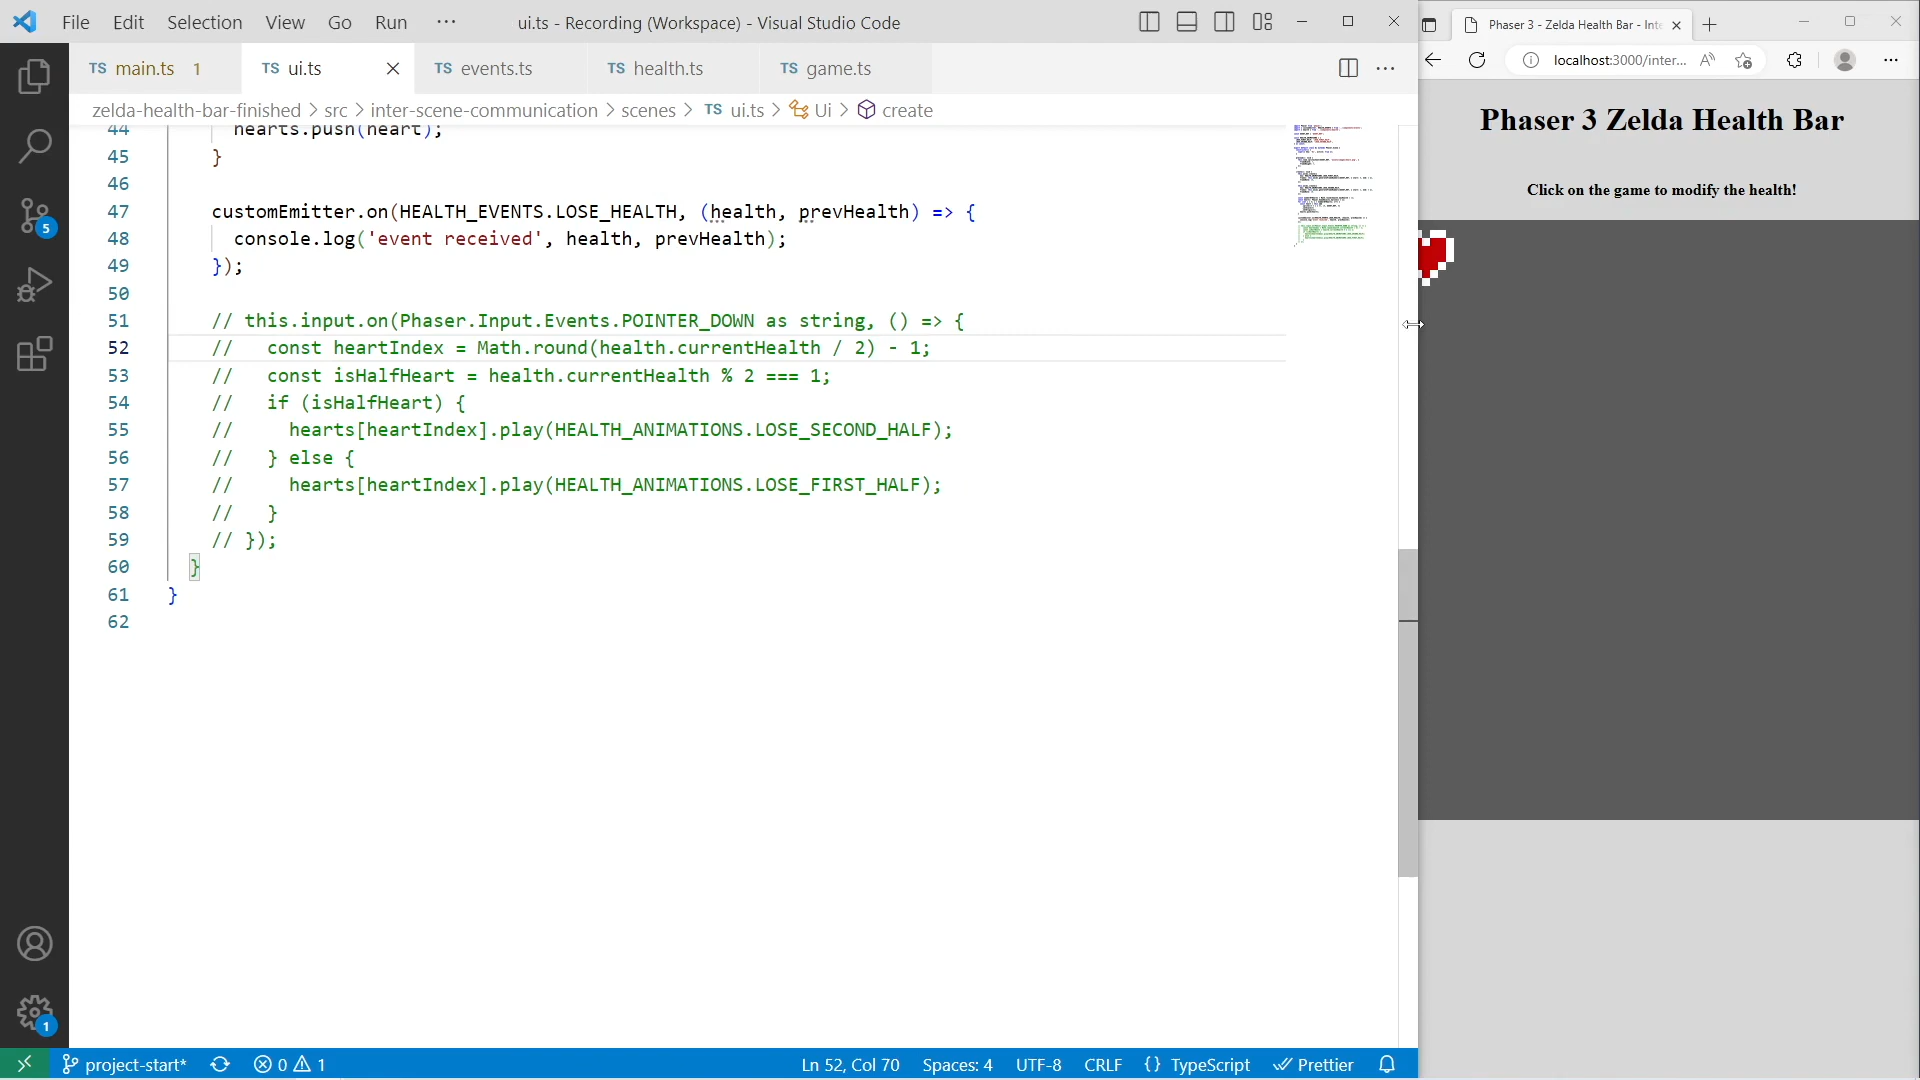 File Edit Selection View Go Run ··· ui.ts - Recording (Workspace) - Visual Studio Code
TS main.ts 1 TS ui.ts TS events.ts TS health.ts TS game.ts
zelda-health-bar-finished > src > inter-scene-communication > scenes > TS ui.ts > Ui > create
44 hearts.push(heart);
45 }
46
47 customEmitter.on(HEALTH_EVENTS.LOSE_HEALTH, (health, prevHealth) => {
48 console.log('event received', health, prevHealth);
49 });
50
51 // this.input.on(Phaser.Input.Events.POINTER_DOWN as string, () => {
52 //   const heartIndex = Math.round(health.currentHealth / 2) - 1;
53 //   const isHalfHeart = health.currentHealth % 2 === 1;
54 //   if (isHalfHeart) {
55 //     hearts[heartIndex].play(HEALTH_ANIMATIONS.LOSE_SECOND_HALF);
56 //   } else {
57 //     hearts[heartIndex].play(HEALTH_ANIMATIONS.LOSE_FIRST_HALF);
58 //   }
59 // });
60 }
61 }
62
5
1
project-start* 0 1 Ln 52, Col 70 Spaces: 4 UTF-8 CRLF {} TypeScript Prettier
Phaser 3 - Zelda Health Bar - Inte
localhost:3000/inter...
Phaser 3 Zelda Health Bar
Click on the game to modify the health!